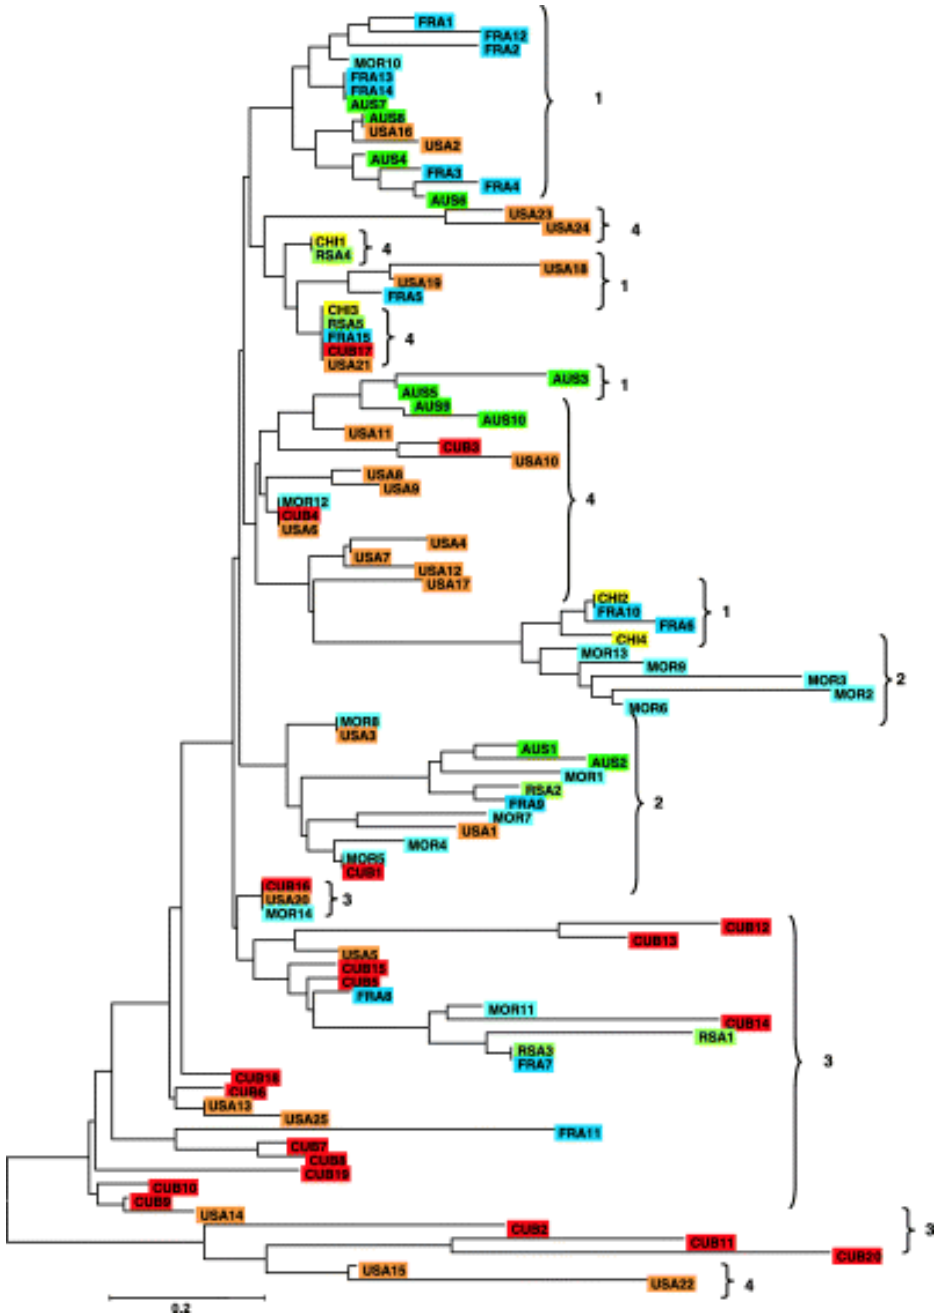 FRA1
FRA12
FRA2
MOR10
FRA13
FRA14
1
AUS7
AUS8
USA16
USA2
AUS4
FRA3
FRA4
AUS6
USA23
USA24
4
CHI1
4
RSA4
USA18
USA19
1
FRA5
CHI3
RSA5
FRA15
4
CUB17
USA21
AUS3
1
AUS5
AUS9
AUS10
USA11
CUB3
USA10
USA8
USA9
4
MOR12
CUB4
USA6
USA4
USA7
USA12
USA17
CHI2
FRA10
1
FRA6
CHI4
MOR13
MOR9
MOR3
2
MOR2
MOR6
MOR8
USA3
AUS1
AUS2
MOR1
RSA2
FRA9
2
MOR7
USA1
MOR4
MOR5
CUB1
CUB16
USA20
3
MOR14
CUB12
CUB13
USA5
CUB15
CUB5
FRA8
MOR11
CUB14
RSA1
RSA3
3
FRA7
CUB18
CUB6
USA13
USA25
FRA11
CUB7
CUB8
CUB19
CUB10
CUB9
USA14
CUB2
3
CUB11
CUB20
USA15
USA22
4
0.2